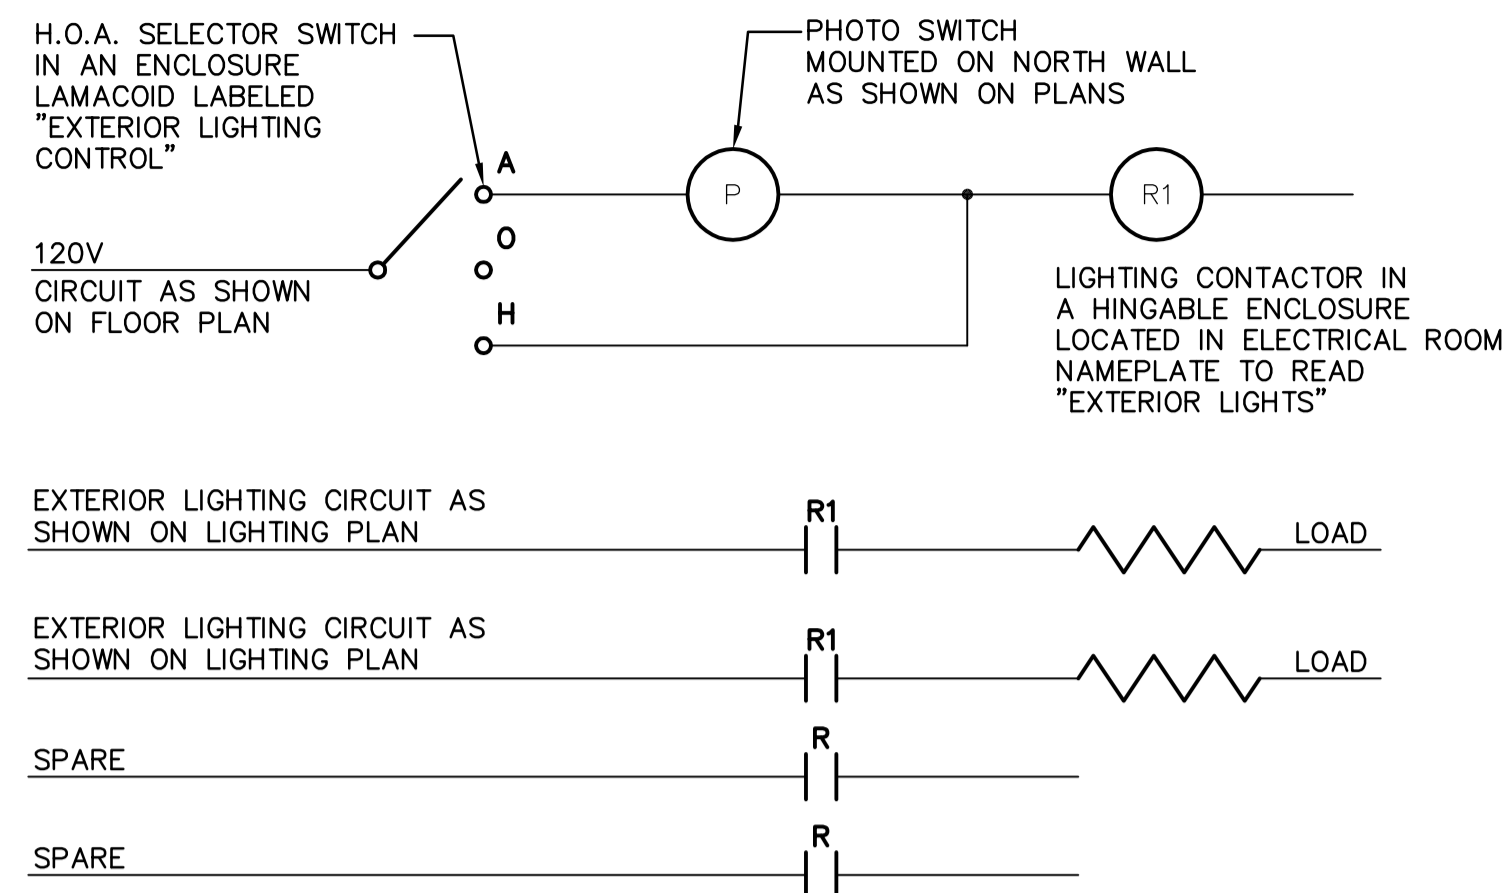 H.O.A. SELECTOR SWITCH
IN AN ENCLOSURE
LAMACOID LABELED
"EXTERIOR LIGHTING
CONTROL"
PHOTO SWITCH
MOUNTED ON NORTH WALL
AS SHOWN ON PLANS
A
P
R1
O
120V
CIRCUIT AS SHOWN
ON FLOOR PLAN
H
LIGHTING CONTACTOR IN
A HINGABLE ENCLOSURE
LOCATED IN ELECTRICAL ROOM
NAMEPLATE TO READ
"EXTERIOR LIGHTS"
EXTERIOR LIGHTING CIRCUIT AS
SHOWN ON LIGHTING PLAN
R1
LOAD
EXTERIOR LIGHTING CIRCUIT AS
SHOWN ON LIGHTING PLAN
R1
LOAD
SPARE
R
SPARE
R